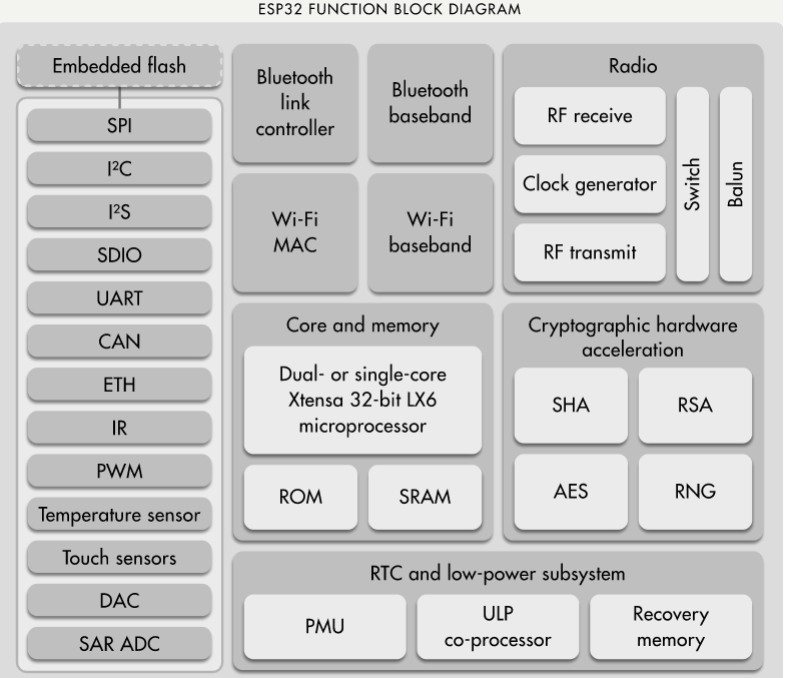 ESP32 FUNCTION BLOCK DIAGRAM
Embedded flash
SPI
I²C
I²S
SDIO
UART
CAN
ETH
IR
PWM
Temperature sensor
Touch sensors
DAC
SAR ADC
Bluetooth
link
controller
Bluetooth
baseband
Wi-Fi
MAC
Wi-Fi
baseband
Radio
RF receive
Clock generator
RF transmit
Switch
Balun
Core and memory
Dual- or single-core
Xtensa 32-bit LX6
microprocessor
ROM
SRAM
Cryptographic hardware
acceleration
SHA
RSA
AES
RNG
RTC and low-power subsystem
PMU
ULP
co-processor
Recovery
memory